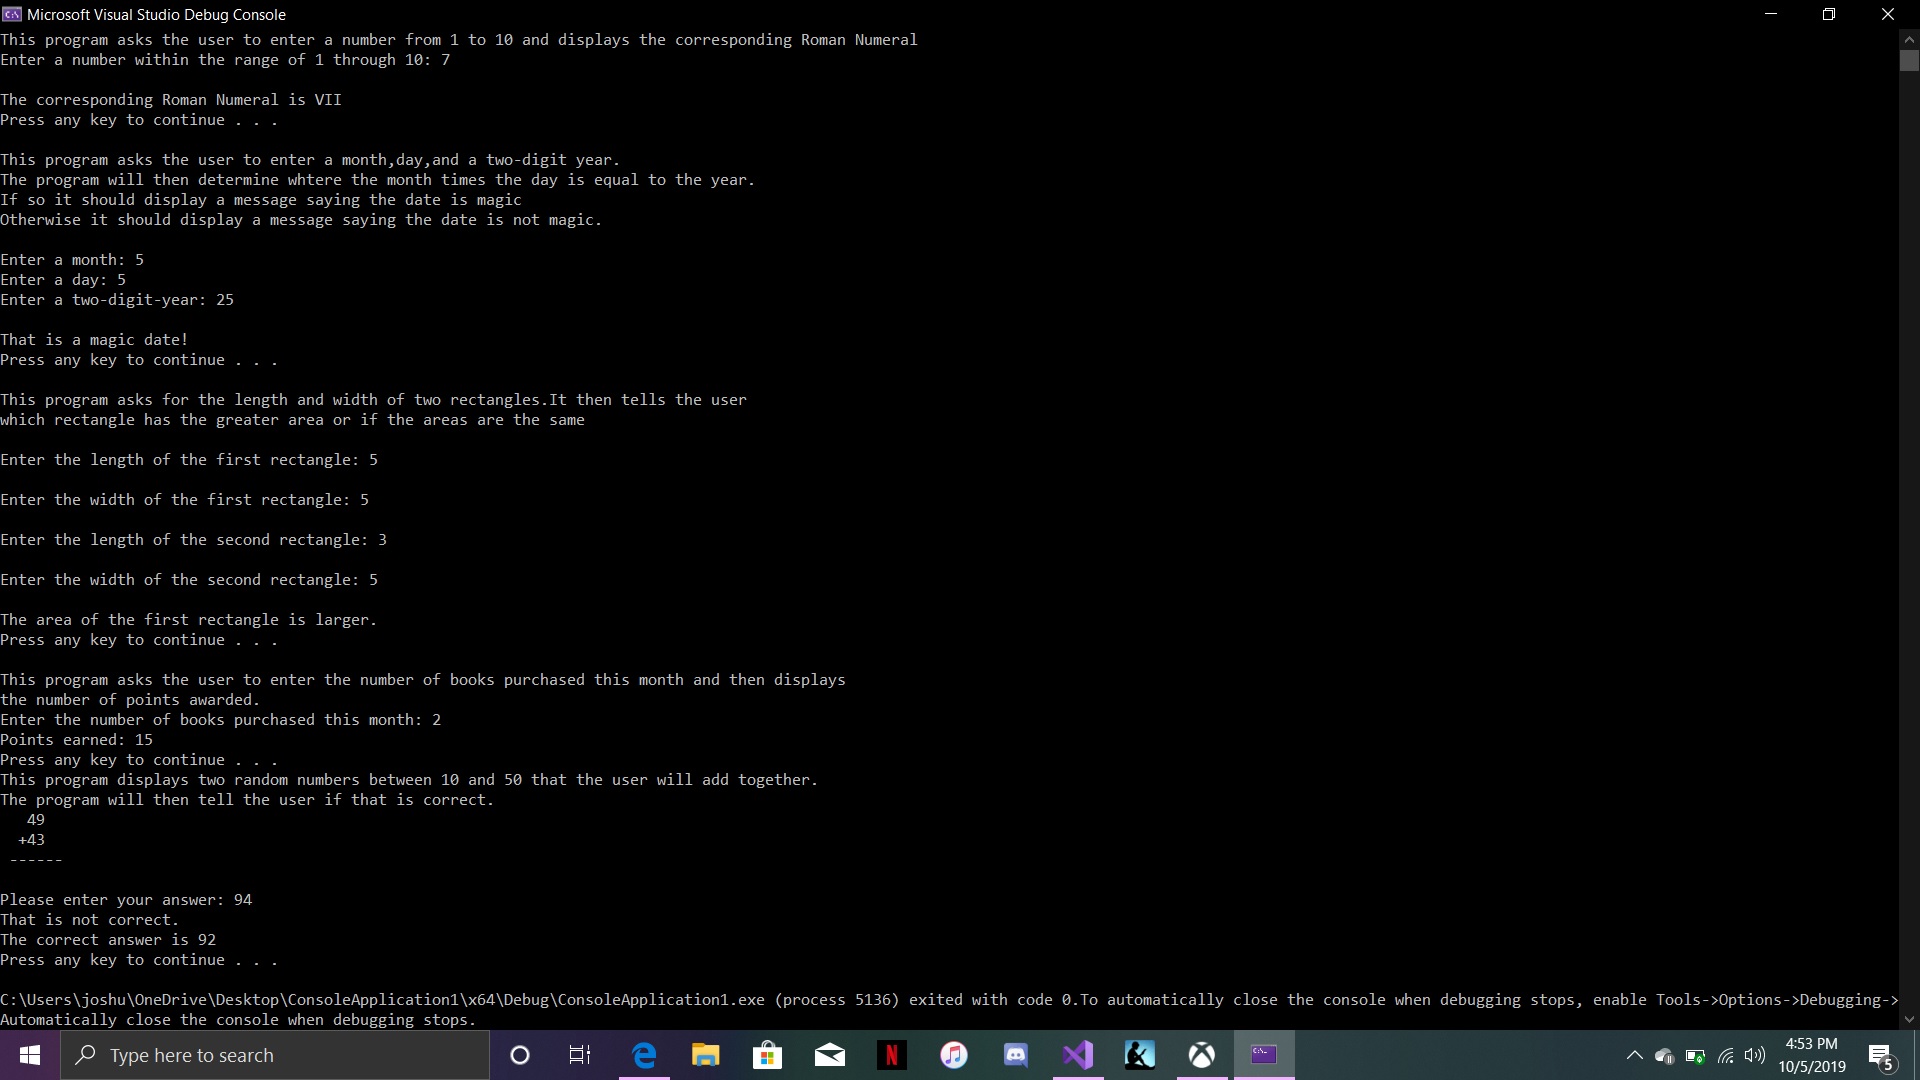 Microsoft Visual Studio Debug Console
This program asks the user to enter a number from 1 to 10 and displays the corresponding Roman Numeral
Enter a number within the range of 1 through 10: 7
The corresponding Roman Numeral is VII
Press any key to continue . . .
This program asks the user to enter a month,day,and a two-digit year.
The program will then determine whtere the month times the day is equal to the year.
If so it should display a message saying the date is magic
Otherwise it should display a message saying the date is not magic.
Enter a month: 5
Enter a day: 5
Enter a two-digit-year: 25
That is a magic date!
Press any key to continue . . .
This program asks for the length and width of two rectangles.It then tells the user
which rectangle has the greater area or if the areas are the same
Enter the length of the first rectangle: 5
Enter the width of the first rectangle: 5
Enter the length of the second rectangle: 3
Enter the width of the second rectangle: 5
The area of the first rectangle is larger.
Press any key to continue . . .
This program asks the user to enter the number of books purchased this month and then displays
the number of points awarded.
Enter the number of books purchased this month: 2
Points earned: 15
Press any key to continue . . .
This program displays two random numbers between 10 and 50 that the user will add together.
The program will then tell the user if that is correct.
49
+43
------
Please enter your answer: 94
That is not correct.
The correct answer is 92
Press any key to continue . . .
C:\Users\joshu\OneDrive\Desktop\ConsoleApplication1\x64\Debug\ConsoleApplication1.exe (process 5136) exited with code 0.To automatically close the console when debugging stops, enable Tools->Options->Debugging->
Automatically close the console when debugging stops.
Type here to search
N
4:53 PM
10/5/2019
5